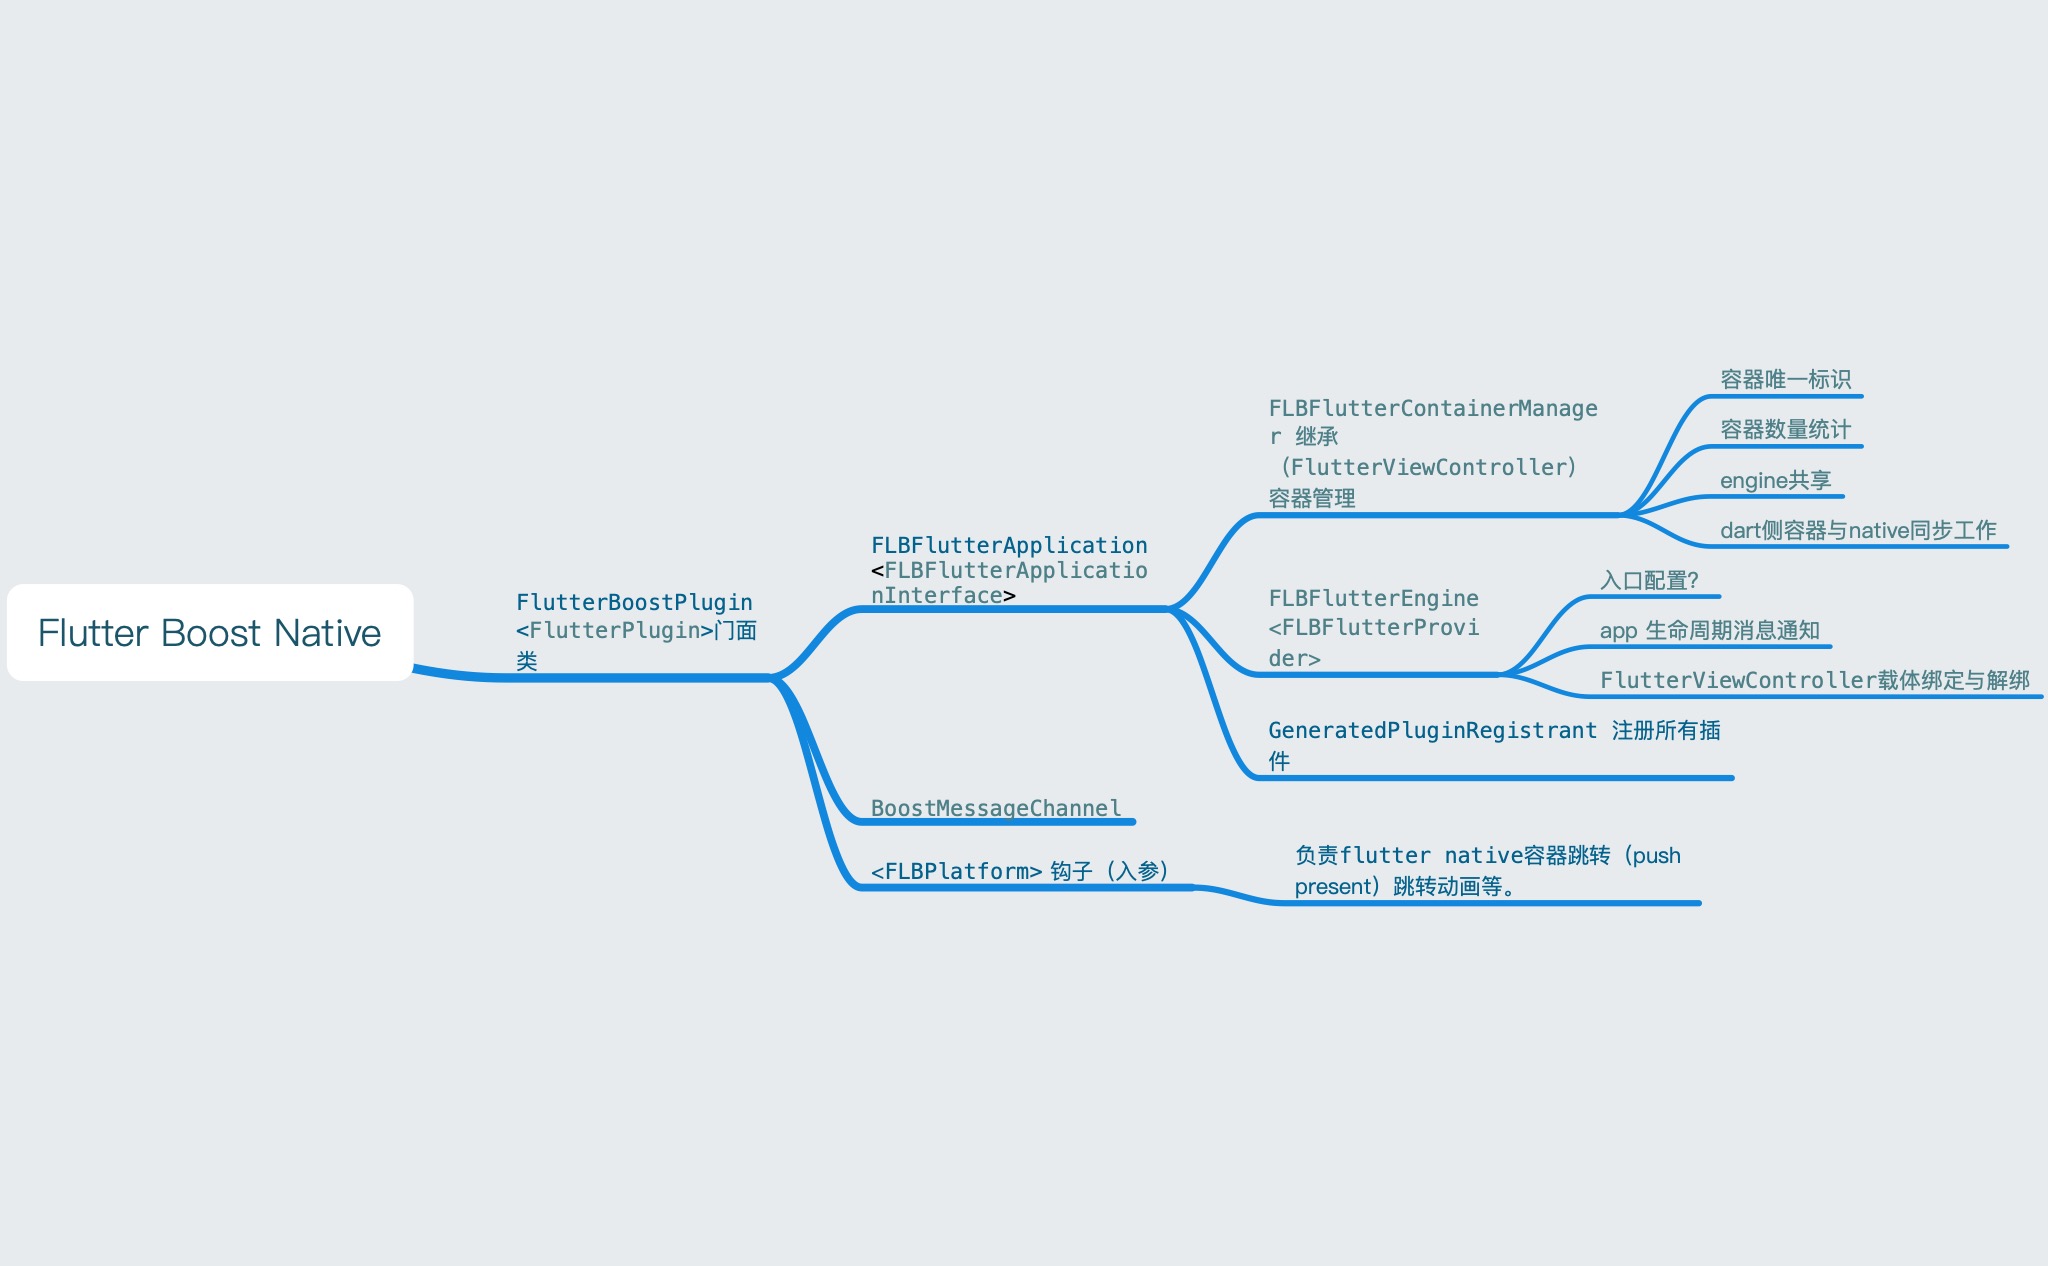 Flutter Boost Native
FlutterBoostPlugin
<FlutterPlugin>门面
类
FLBFlutterApplication
<FLBFlutterApplicatio
nInterface>
FLBFlutterContainerManage
r 继承
（FlutterViewController）
容器管理
容器唯一标识
容器数量统计
engine共享
dart侧容器与native同步工作
FLBFlutterEngine
<FLBFlutterProvi
der>
入口配置?
app 生命周期消息通知
FlutterViewController载体绑定与解绑
GeneratedPluginRegistrant 注册所有插
件
BoostMessageChannel
<FLBPlatform> 钩子（入参）
负责flutter native容器跳转（push
present）跳转动画等。